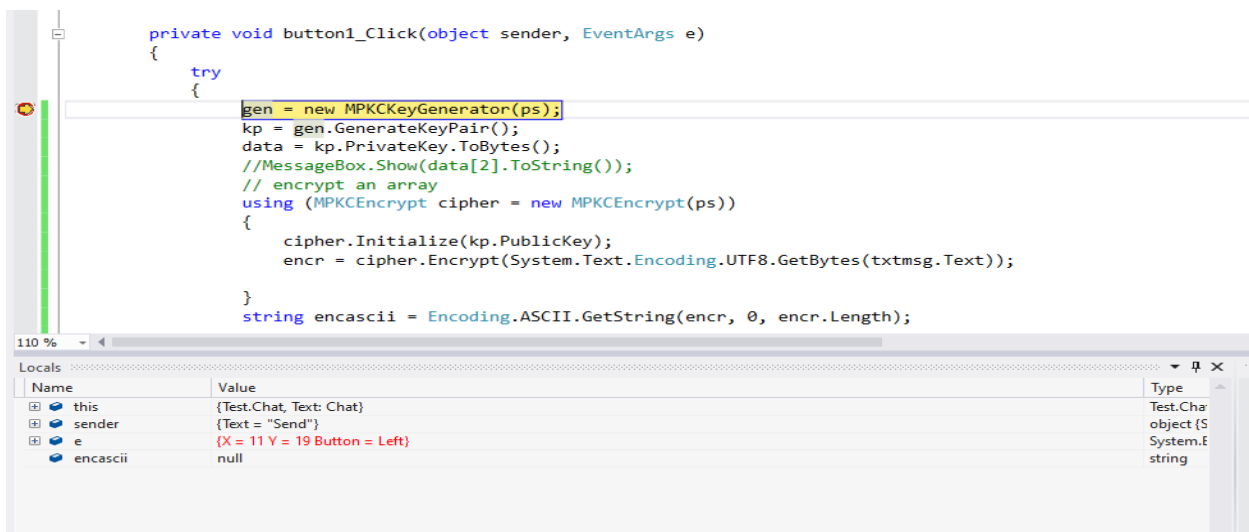 private void button1_Click(object sender, EventArgs e)
{
try
{
gen = new MPKCKeyGenerator(ps);
kp = gen.GenerateKeyPair();
data = kp.PrivateKey.ToBytes();
//MessageBox.Show(data[2].ToString());
// encrypt an array
using (MPKCEncrypt cipher = new MPKCEncrypt(ps))
{
cipher.Initialize(kp.PublicKey);
encr = cipher.Encrypt(System.Text.Encoding.UTF8.GetBytes(txtmsg.Text));
}
string encascii = Encoding.ASCII.GetString(encr, 0, encr.Length);
110 %
Locals
Name Value Type
this {Test.Chat, Text: Chat} Test.Cha
sender {Text = "Send"} object {S
e {X = 11 Y = 19 Button = Left} System.E
encascii null string